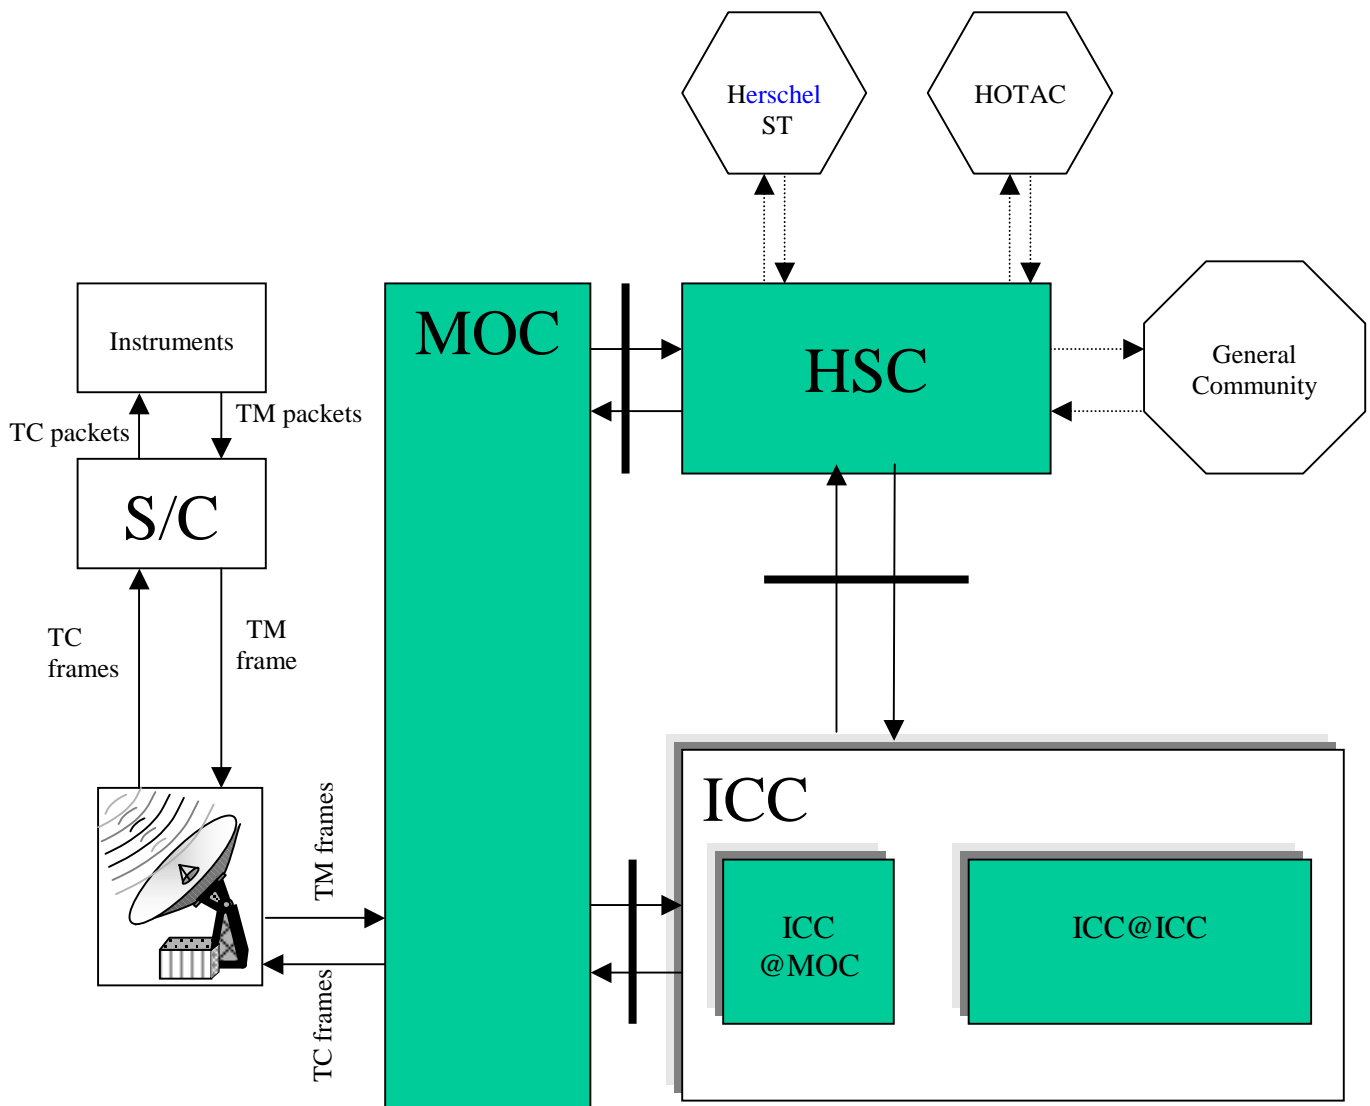 Herschel
ST
HOTAC
MOC
HSC
General
Community
Instruments
TC packets
TM packets
S/C
TC
frames
TM
frame
TM frames
TC frames
ICC
ICC
@MOC
ICC@ICC